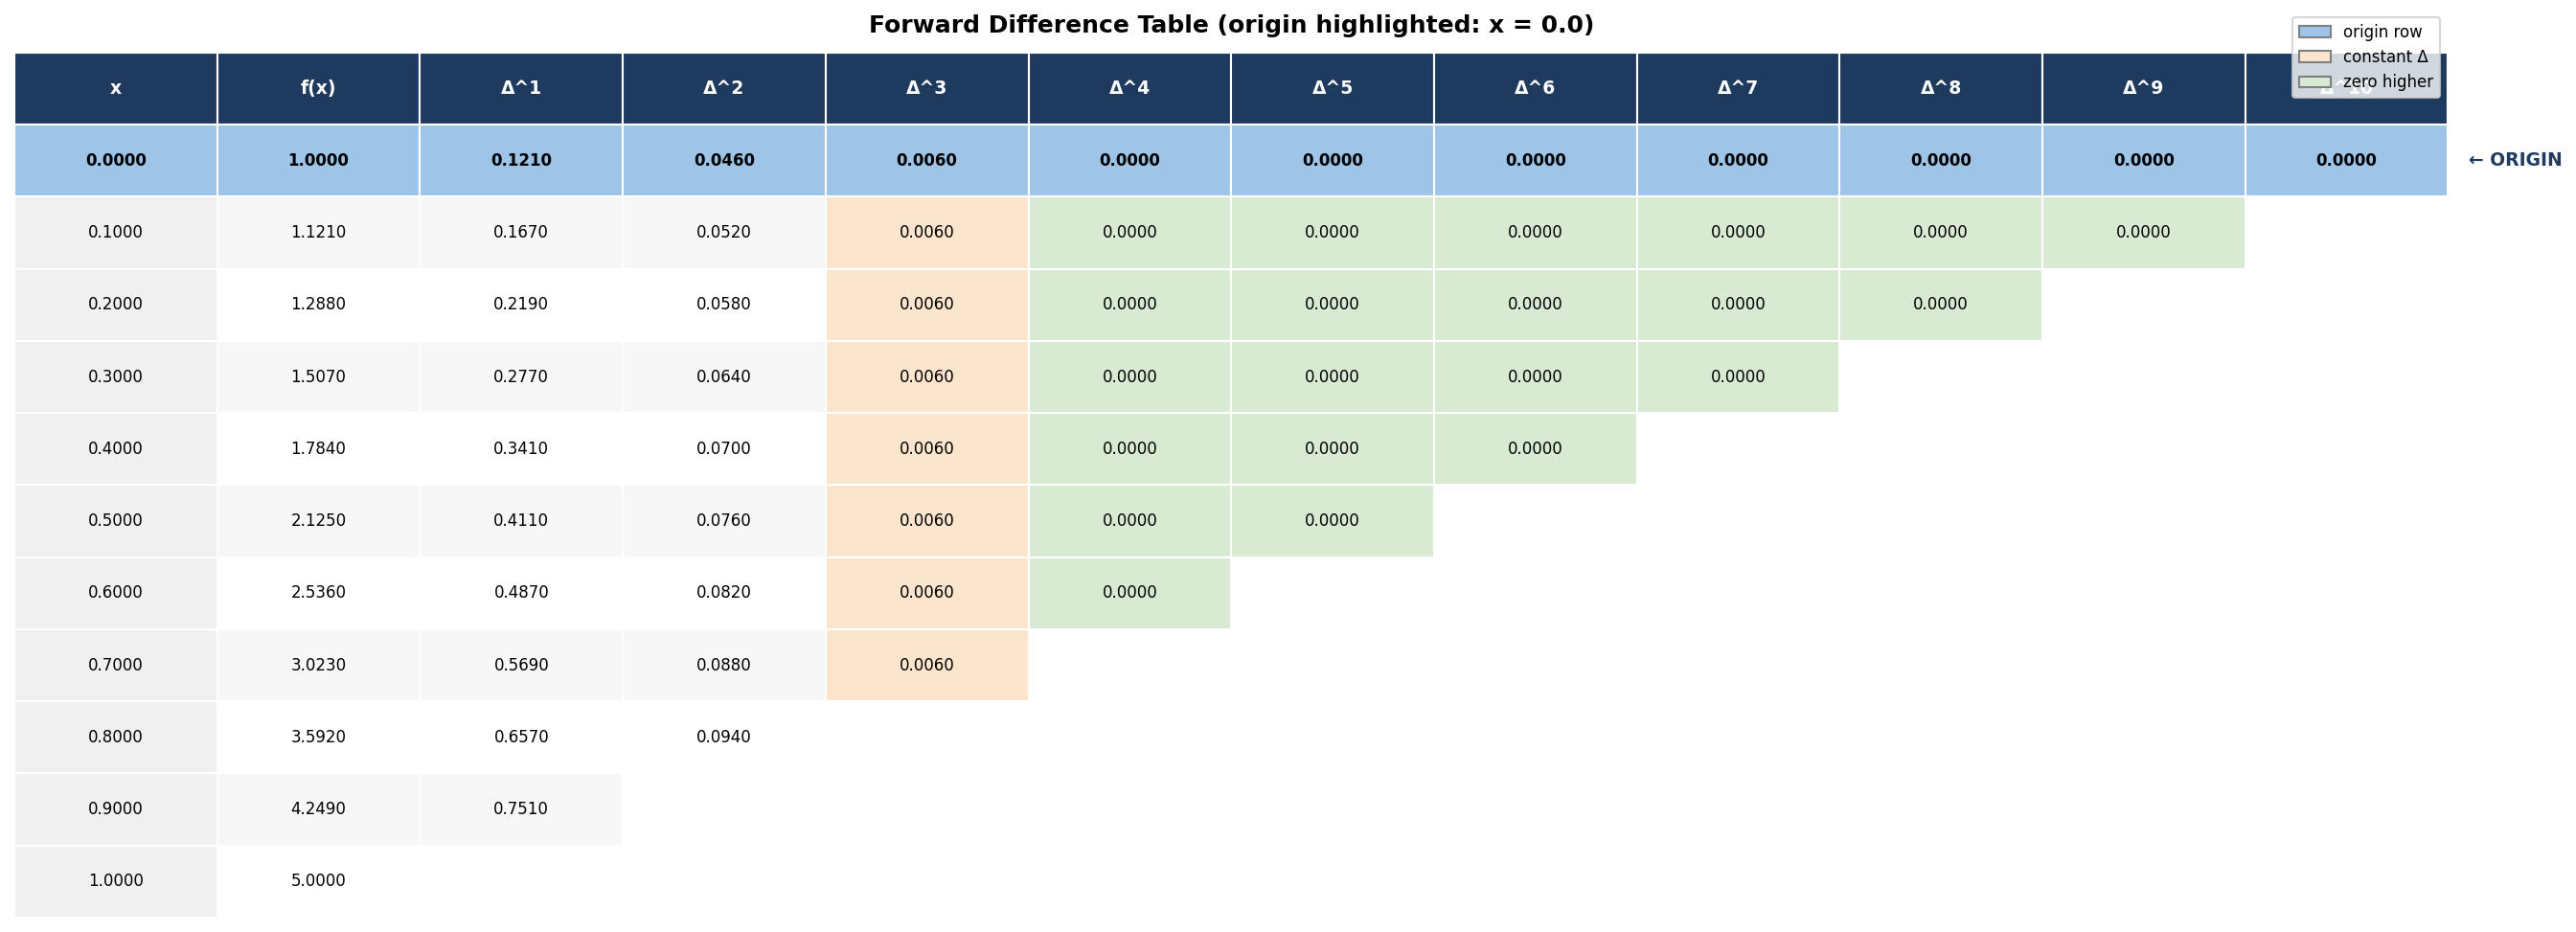 Forward Difference Table (origin highlighted: x = 0.0)
origin row
constant Δ
zero higher
x f(x) Δ^1 Δ^2 Δ^3 Δ^4 Δ^5 Δ^6 Δ^7 Δ^8 Δ^9 Δ^10
0.0000 1.0000 0.1210 0.0460 0.0060 0.0000 0.0000 0.0000 0.0000 0.0000 0.0000 0.0000 ← ORIGIN
0.1000 1.1210 0.1670 0.0520 0.0060 0.0000 0.0000 0.0000 0.0000 0.0000 0.0000
0.2000 1.2880 0.2190 0.0580 0.0060 0.0000 0.0000 0.0000 0.0000 0.0000
0.3000 1.5070 0.2770 0.0640 0.0060 0.0000 0.0000 0.0000 0.0000
0.4000 1.7840 0.3410 0.0700 0.0060 0.0000 0.0000 0.0000
0.5000 2.1250 0.4110 0.0760 0.0060 0.0000 0.0000
0.6000 2.5360 0.4870 0.0820 0.0060 0.0000
0.7000 3.0230 0.5690 0.0880 0.0060
0.8000 3.5920 0.6570 0.0940
0.9000 4.2490 0.7510
1.0000 5.0000